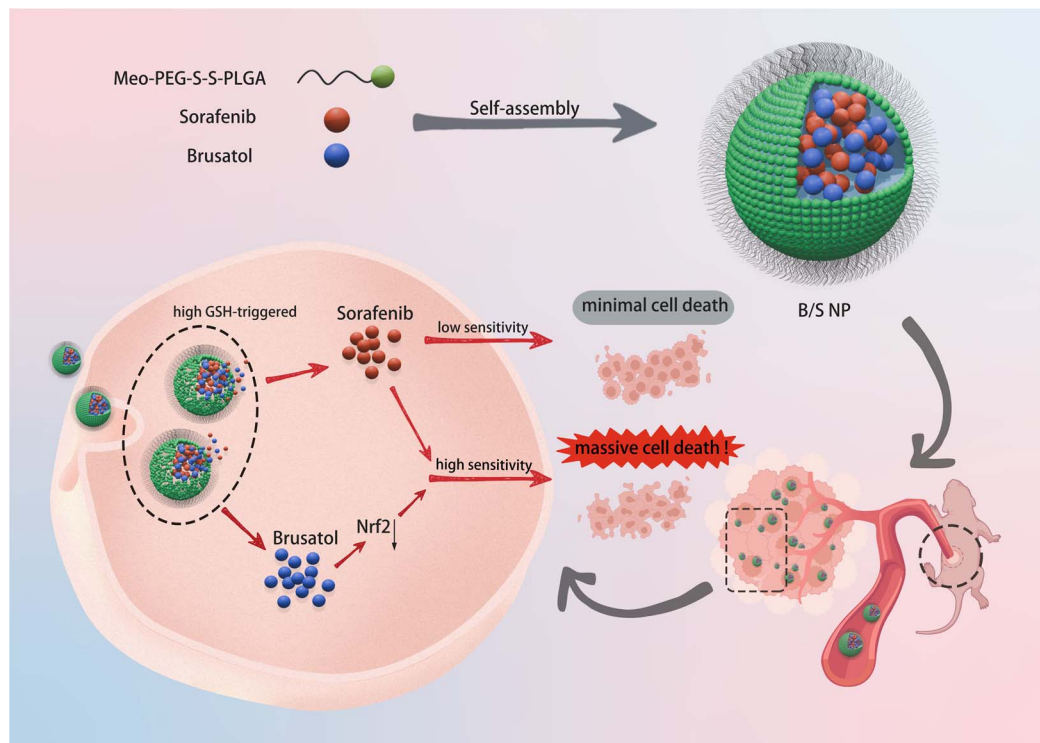 Meo-PEG-S-S-PLGA
Sorafenib
Brusatol
Self-assembly
B/S NP
high GSH-triggered
Sorafenib
low sensitivity
minimal cell death
massive cell death !
high sensitivity
Nrf2↓
Brusatol